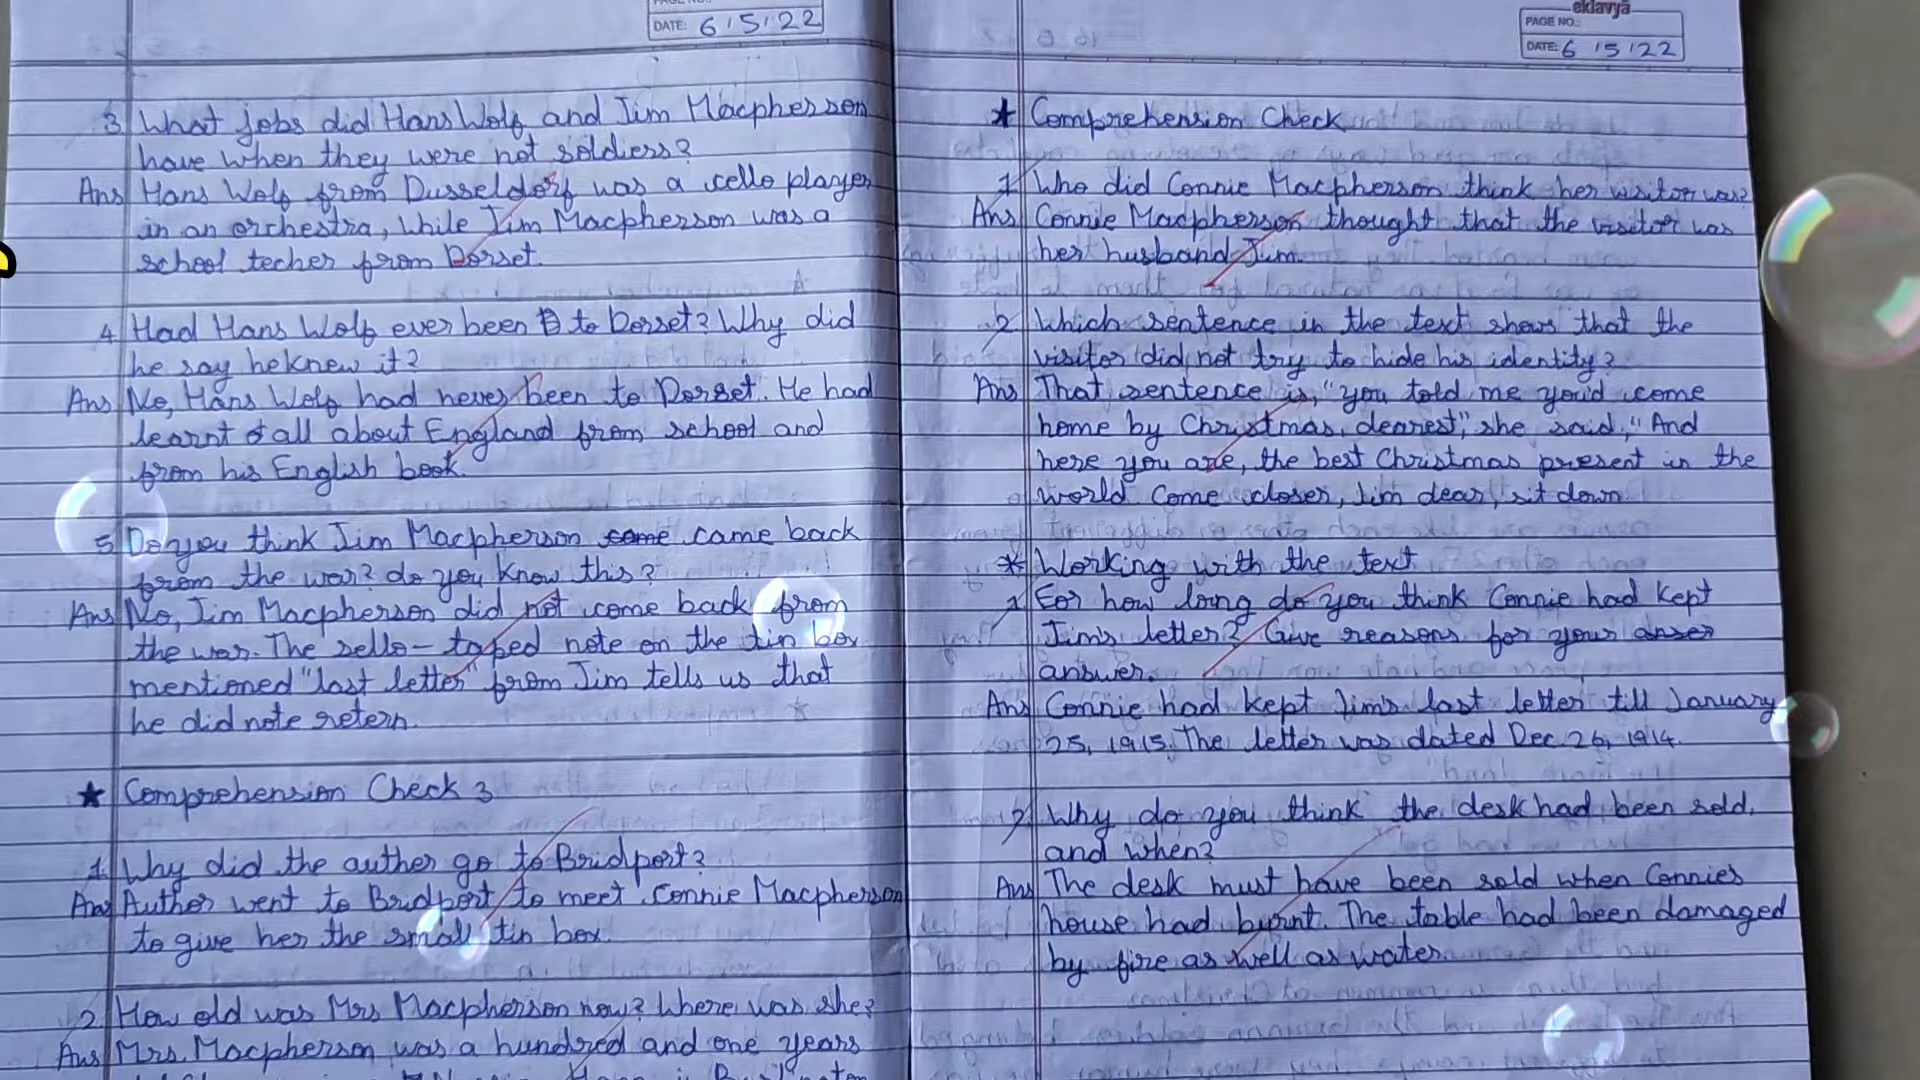 DATE: 6/5/22
3 What jobs did Hans Wolf and Jim Macpherson
have when they were not soldiers?
Ans Hans Wolf from Dusseldorf was a cello player
in an orchestra, While Jim Macpherson was a
school techer from Dorset.
4 Had Hans Wolf ever been to Dorset? Why did
he say he knew it?
Ans No, Hans Wolf had never been to Dorset. He had
learnt all about England from school and
from his English book.
5 Do you think Jim Macpherson come came back
from the war? do you know this?
Ans No, Jim Macpherson did not come back from
the war. The sello-taped note on the tin box
mentioned "last letter" from Jim tells us that
he did note retern.
★ Comprehension Check 3
1 Why did the auther go to Bridport?
Ans Author went to Bridport to meet Connie Macpherson
to give her the small tin box.
2 How old was Mrs Macpherson now? Where was she?
Ans Mrs. Macpherson was a hundred and one years
eklavya
PAGE NO.:
DATE: 6/5/22
★ Comprehension Check
1 Who did Connie Macpherson think her visitor was?
Ans Connie Macpherson thought that the visitor was
her husband Jim.
2 Which sentence in the text shows that the
visitor did not try to hide his identity?
Ans That sentence is, "you told me you'd come
home by Christmas, dearest", she said, "And
here you are, the best Christmas present in the
world. Come closer, Jim dear, sit down.
* Working with the text
1 For how long do you think Connie had kept
Jim's letter? Give reasons for your anser
answer.
Ans Connie had kept Jim's last letter till January
25, 1915. The letter was dated Dec. 26, 1914.
2 Why do you think the desk had been sold,
and when?
Ans The desk must have been sold when Connie's
house had burnt. The table had been damaged
by fire as well as water.